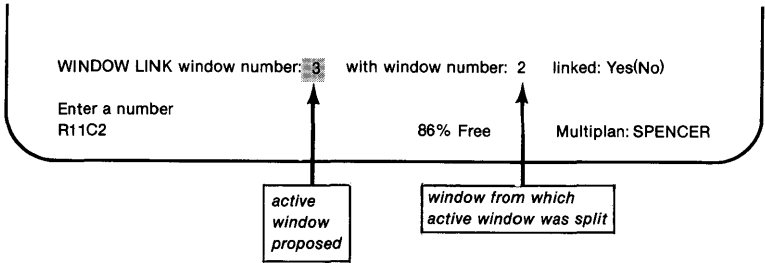 WINDOW LINK window number: 3 with window number: 2 linked: Yes(No)
Enter a number
R11C2 86% Free Multiplan: SPENCER
active
window
proposed
window from which
active window was split